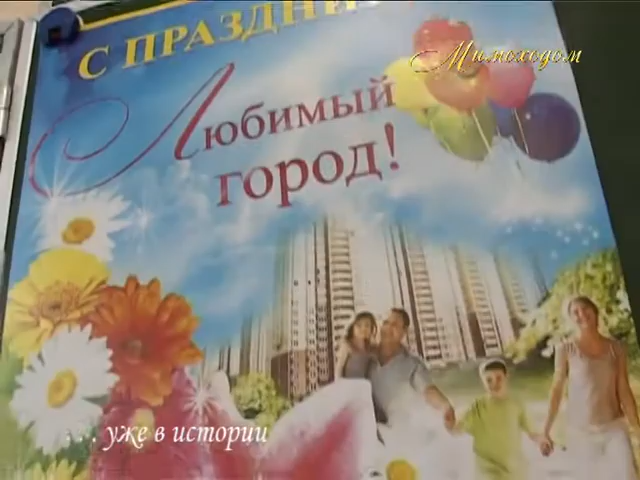 С ПРАЗДНИ
Мимоходом
Любимый
город!
... уже в истории